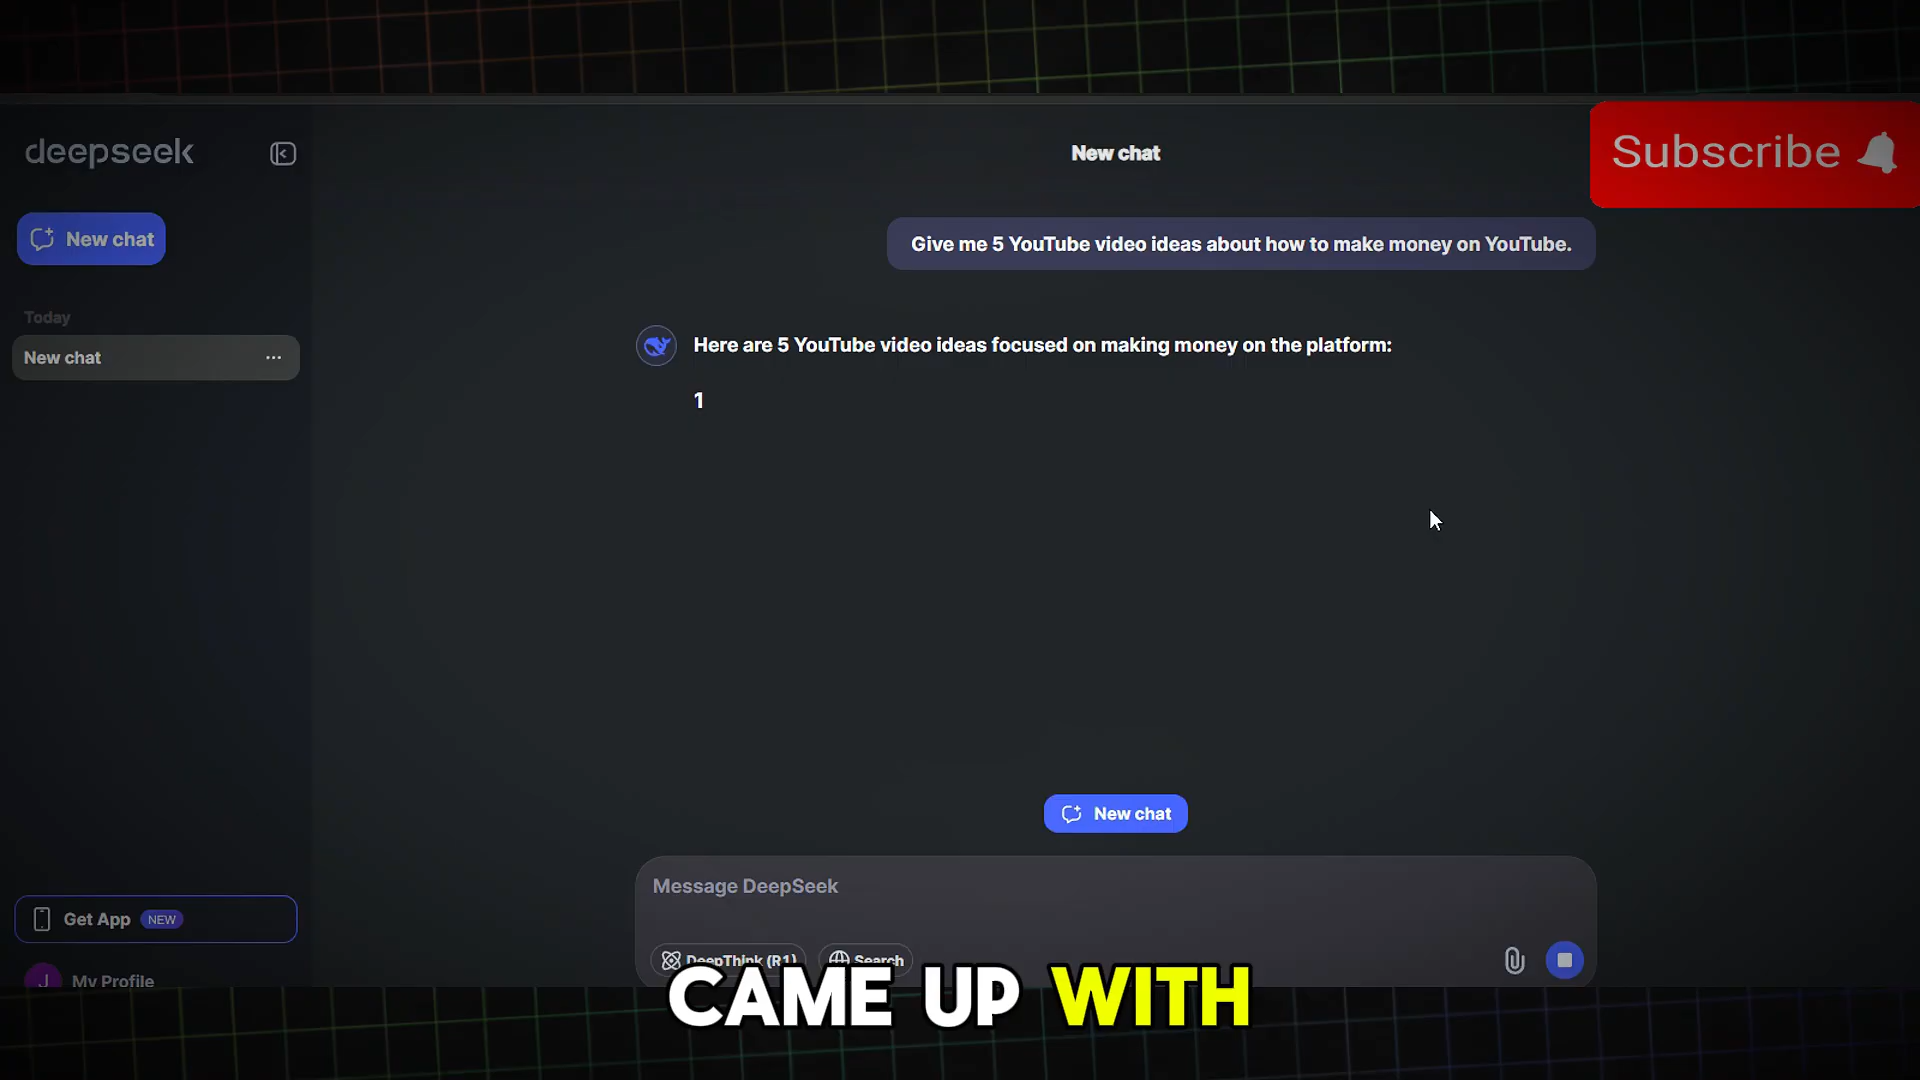 deepseek
New chat
Subscribe
New chat
Give me 5 YouTube video ideas about how to make money on YouTube.
Today
New chat
Here are 5 YouTube video ideas focused on making money on the platform:
1
New chat
Message DeepSeek
Get App NEW
DeepThink (R1) Search
J My Profile
CAME UP WITH